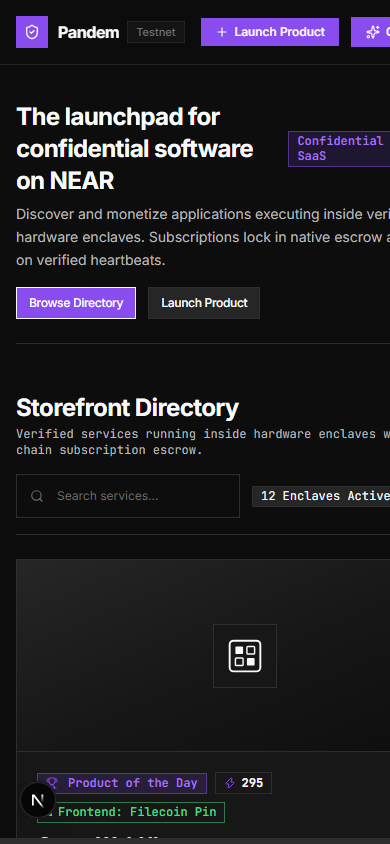 Pandem Testnet + Launch Product
The launchpad for
confidential software
on NEAR
Confidential
SaaS
Discover and monetize applications executing inside
hardware enclaves. Subscriptions lock in native escrow
on verified heartbeats.
Browse Directory Launch Product
Storefront Directory
Verified services running inside hardware enclaves
chain subscription escrow.
Search services...
12 Enclaves Active
Product of the Day 295
N
Frontend: Filecoin Pin